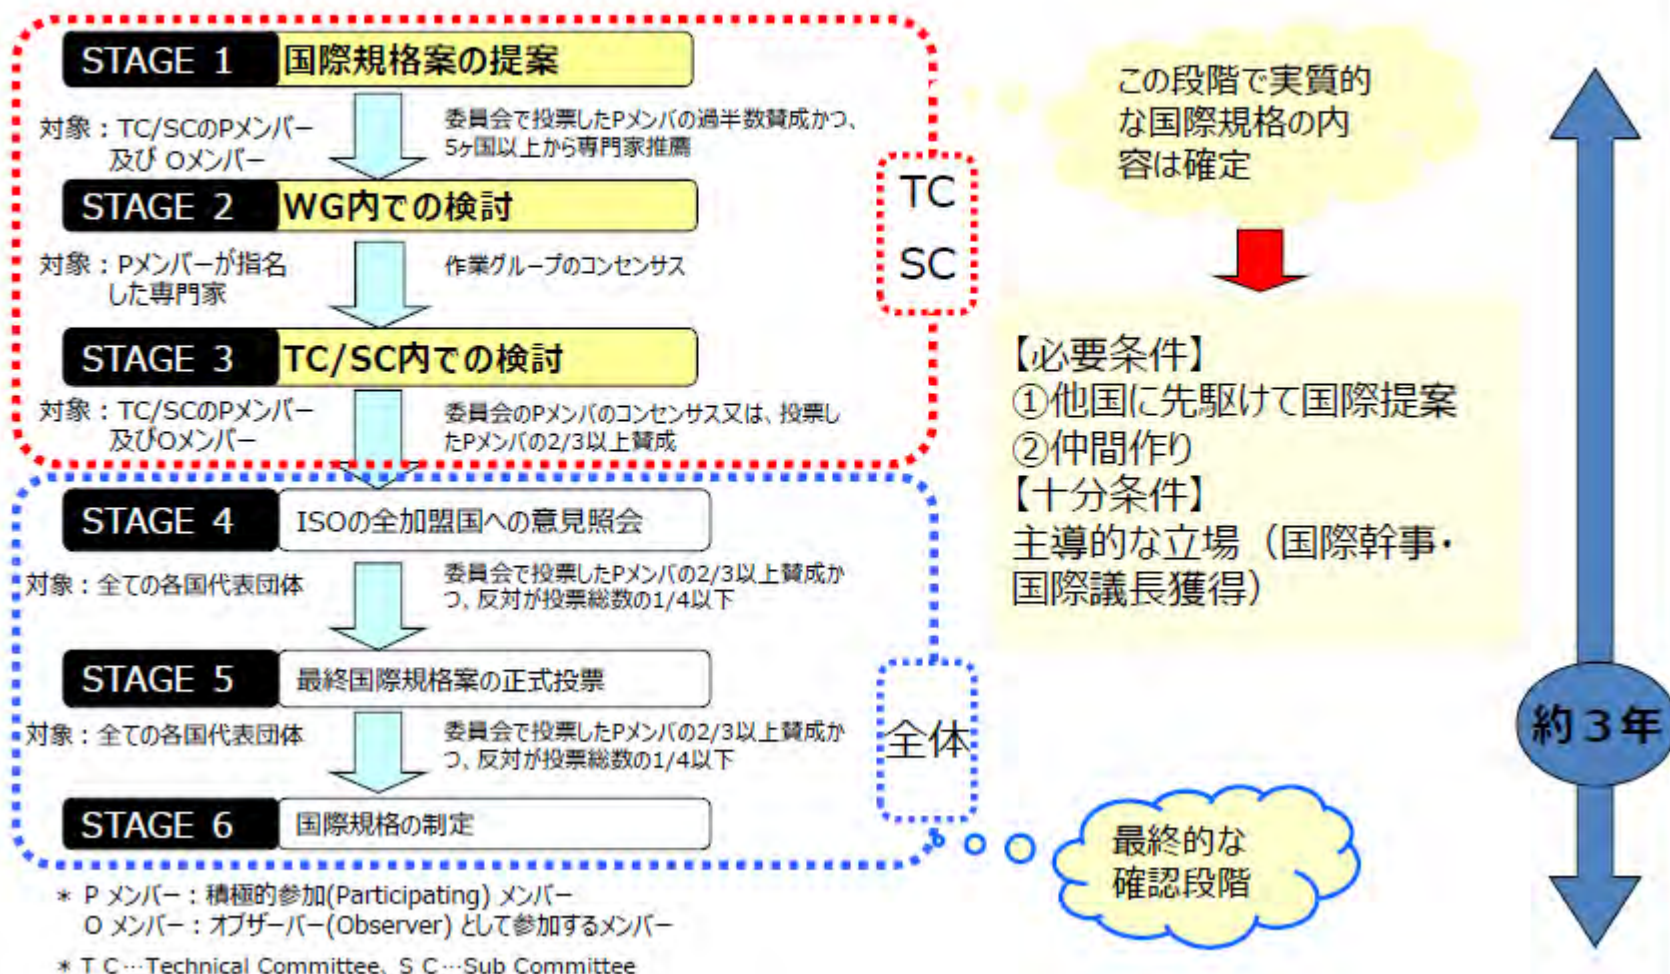 STAGE 1 国際規格案の提案
対象：TC/SCのPメンバー
及び Oメンバー
委員会で投票したPメンバの過半数賛成かつ、
5ヶ国以上から専門家推薦
STAGE 2 WG内での検討
対象：Pメンバーが指名
した専門家
作業グループのコンセンサス
STAGE 3 TC/SC内での検討
対象：TC/SCのPメンバー
及びOメンバー
委員会のPメンバのコンセンサス又は、投票し
たPメンバの2/3以上賛成
TC
SC
STAGE 4 ISOの全加盟国への意見照会
対象：全ての各国代表団体
委員会で投票したPメンバの2/3以上賛成か
つ、反対が投票総数の1/4以下
STAGE 5 最終国際規格案の正式投票
対象：全ての各国代表団体
委員会で投票したPメンバの2/3以上賛成か
つ、反対が投票総数の1/4以下
STAGE 6 国際規格の制定
全体
この段階で実質的
な国際規格の内
容は確定
【必要条件】
①他国に先駆けて国際提案
②仲間作り
【十分条件】
主導的な立場（国際幹事・
国際議長獲得）
約３年
最終的な
確認段階
* P メンバー：積極的参加(Participating) メンバー
O メンバー：オブザーバー(Observer) として参加するメンバー
* T C…Technical Committee、S C…Sub Committee